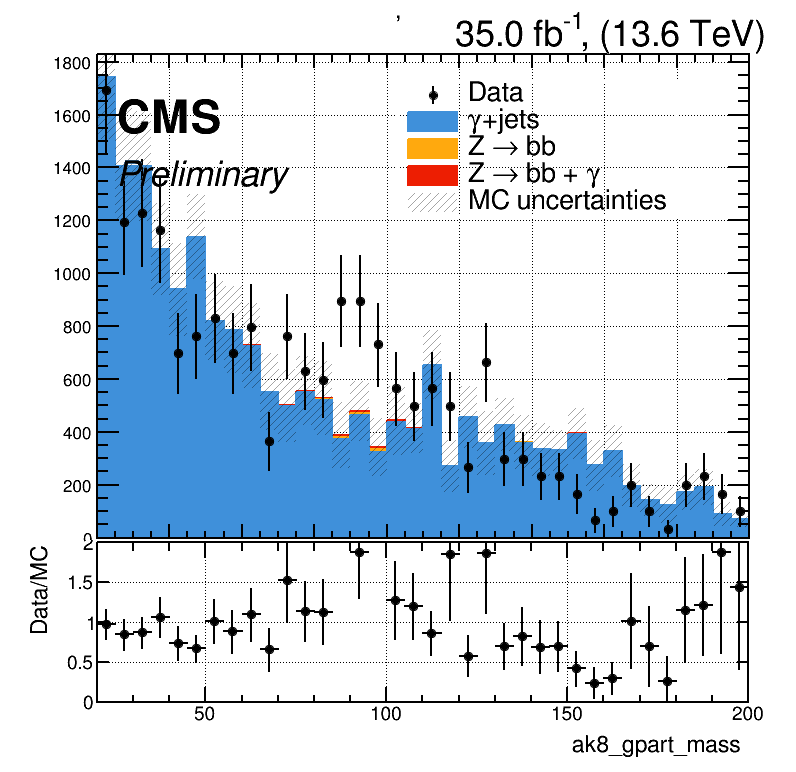 ,
35.0 fb-1, (13.6 TeV)
1800
1600
1400
1200
1000
800
600
400
200
0
CMS
Preliminary
Data
γ+jets
Z → bb
Z → bb + γ
MC uncertainties
Data/MC
2
1.5
1
0.5
0
50
100
150
200
ak8_gpart_mass